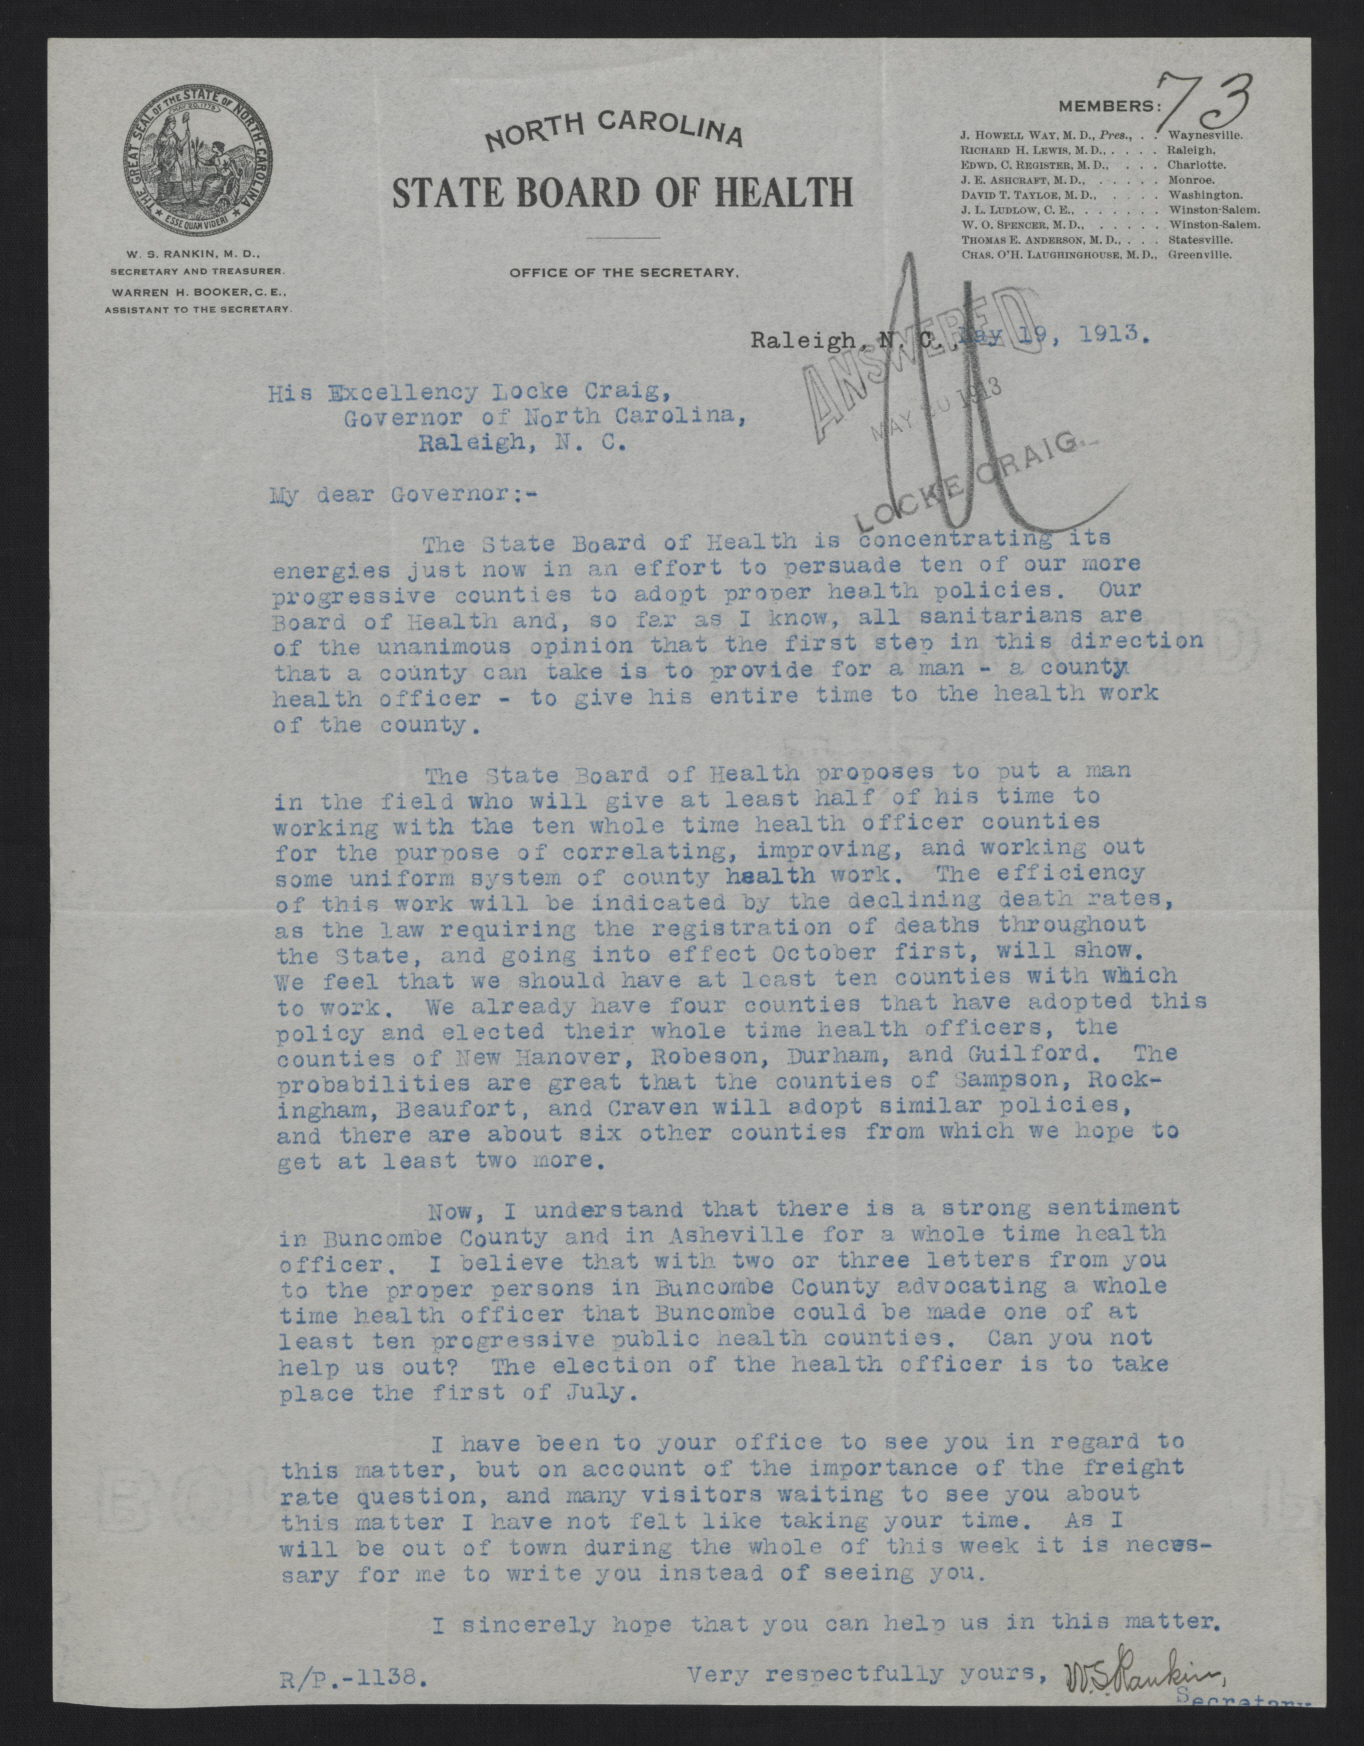 73
THE GREAT SEAL OF THE STATE OF NORTH CAROLINA
MAY 20, 1775
ESSE QUAM VIDERI
W. S. RANKIN, M. D.,
SECRETARY AND TREASURER.
WARREN H. BOOKER, C. E.,
ASSISTANT TO THE SECRETARY.
NORTH CAROLINA
STATE BOARD OF HEALTH
OFFICE OF THE SECRETARY.
MEMBERS:
J. HOWELL WAY, M. D., Pres., . . Waynesville.
RICHARD H. LEWIS, M. D., . . . . . Raleigh,
EDWD. C. REGISTER, M. D., . . . Charlotte.
J. E. ASHCRAFT, M. D., . . . . . . Monroe.
DAVID T. TAYLOE, M. D., . . . . Washington.
J. L. LUDLOW, C. E., . . . . . . . Winston-Salem.
W. O. SPENCER, M. D., . . . . . . Winston-Salem.
THOMAS E. ANDERSON, M. D., . . . Statesville.
CHAS. O'H. LAUGHINGHOUSE, M. D., Greenville.
Raleigh, N. C., May 19, 1913.
ANSWERED
MAY 20 1913
LOCKE CRAIG.
His Excellency Locke Craig,
Governor of North Carolina,
Raleigh, N. C.
My dear Governor:-
The State Board of Health is concentrating its
energies just now in an effort to persuade ten of our more
progressive counties to adopt proper health policies. Our
Board of Health and, so far as I know, all sanitarians are
of the unanimous opinion that the first step in this direction
that a county can take is to provide for a man - a county
health officer - to give his entire time to the health work
of the county.
The State Board of Health proposes to put a man
in the field who will give at least half of his time to
working with the ten whole time health officer counties
for the purpose of correlating, improving, and working out
some uniform system of county health work. The efficiency
of this work will be indicated by the declining death rates,
as the law requiring the registration of deaths throughout
the State, and going into effect October first, will show.
We feel that we should have at least ten counties with which
to work. We already have four counties that have adopted this
policy and elected their whole time health officers, the
counties of New Hanover, Robeson, Durham, and Guilford. The
probabilities are great that the counties of Sampson, Rock-
ingham, Beaufort, and Craven will adopt similar policies,
and there are about six other counties from which we hope to
get at least two more.
Now, I understand that there is a strong sentiment
in Buncombe County and in Asheville for a whole time health
officer. I believe that with two or three letters from you
to the proper persons in Buncombe County advocating a whole
time health officer that Buncombe could be made one of at
least ten progressive public health counties. Can you not
help us out? The election of the health officer is to take
place the first of July.
I have been to your office to see you in regard to
this matter, but on account of the importance of the freight
rate question, and many visitors waiting to see you about
this matter I have not felt like taking your time. As I
will be out of town during the whole of this week it is neces-
sary for me to write you instead of seeing you.
I sincerely hope that you can help us in this matter.
R/P.-1138.
Very respectfully yours, W.S.Rankin,
Secretary